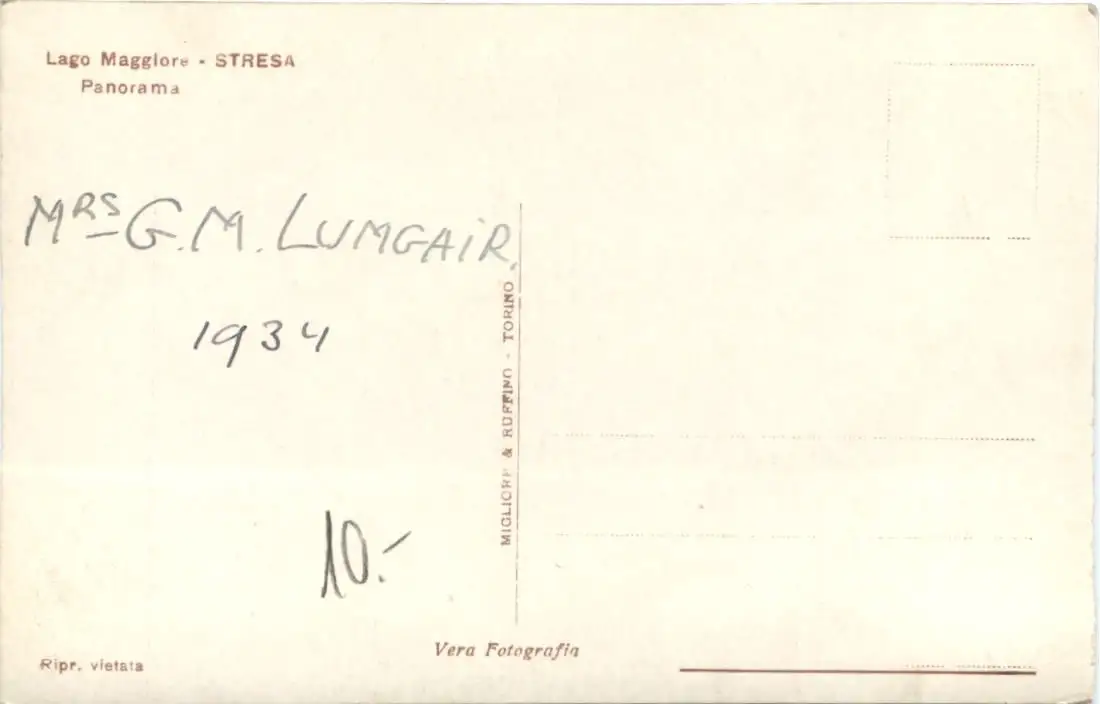 Lago Maggiore - STRESA
Panorama
MRS G. M. LUMGAIR.
1934
10.-
MIGLIORE & RUFFINO - TORINO
Vera Fotografia
Ripr. vietata